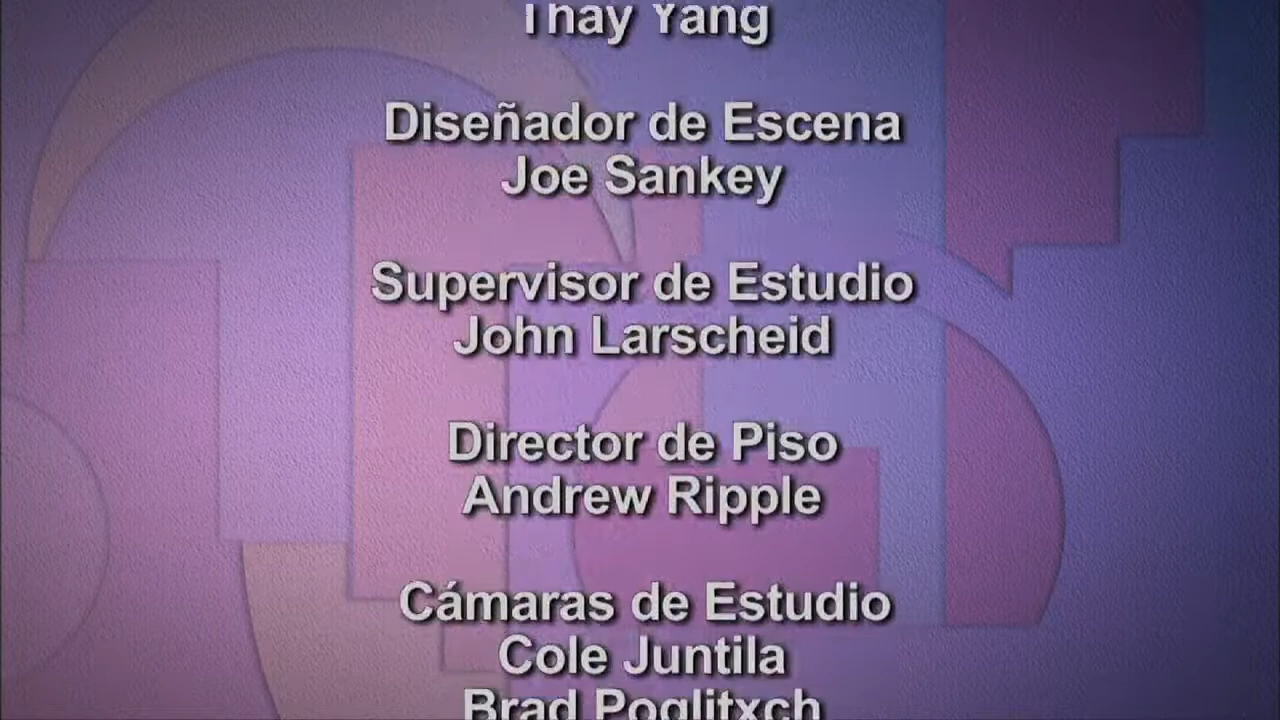 Thay Yang
Diseñador de Escena
Joe Sankey
Supervisor de Estudio
John Larscheid
Director de Piso
Andrew Ripple
Cámaras de Estudio
Cole Juntila
Brad Poglitxch